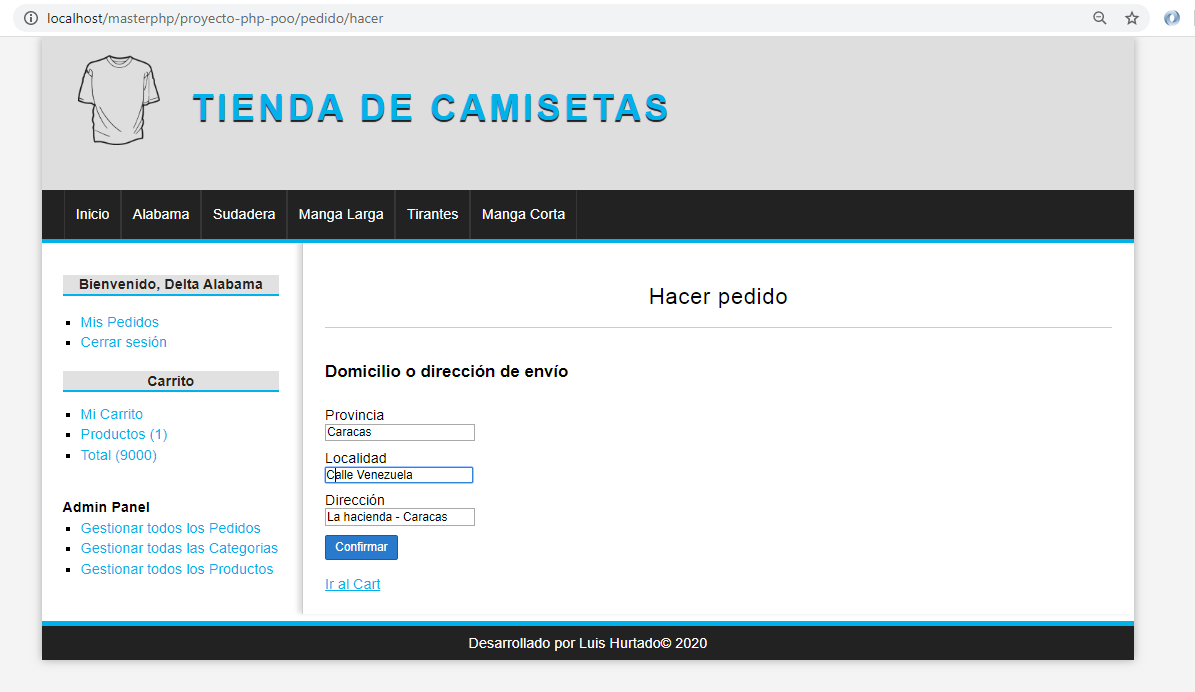 localhost/masterphp/proyecto-php-poo/pedido/hacer
TIENDA DE CAMISETAS
Inicio Alabama Sudadera Manga Larga Tirantes Manga Corta
Bienvenido, Delta Alabama
Mis Pedidos
Cerrar sesión
Carrito
Mi Carrito
Productos (1)
Total (9000)
Admin Panel
Gestionar todos los Pedidos
Gestionar todas las Categorias
Gestionar todos los Productos
Hacer pedido
Domicilio o dirección de envío
Provincia
Caracas
Localidad
Calle Venezuela
Dirección
La hacienda - Caracas
Confirmar
Ir al Cart
Desarrollado por Luis Hurtado© 2020